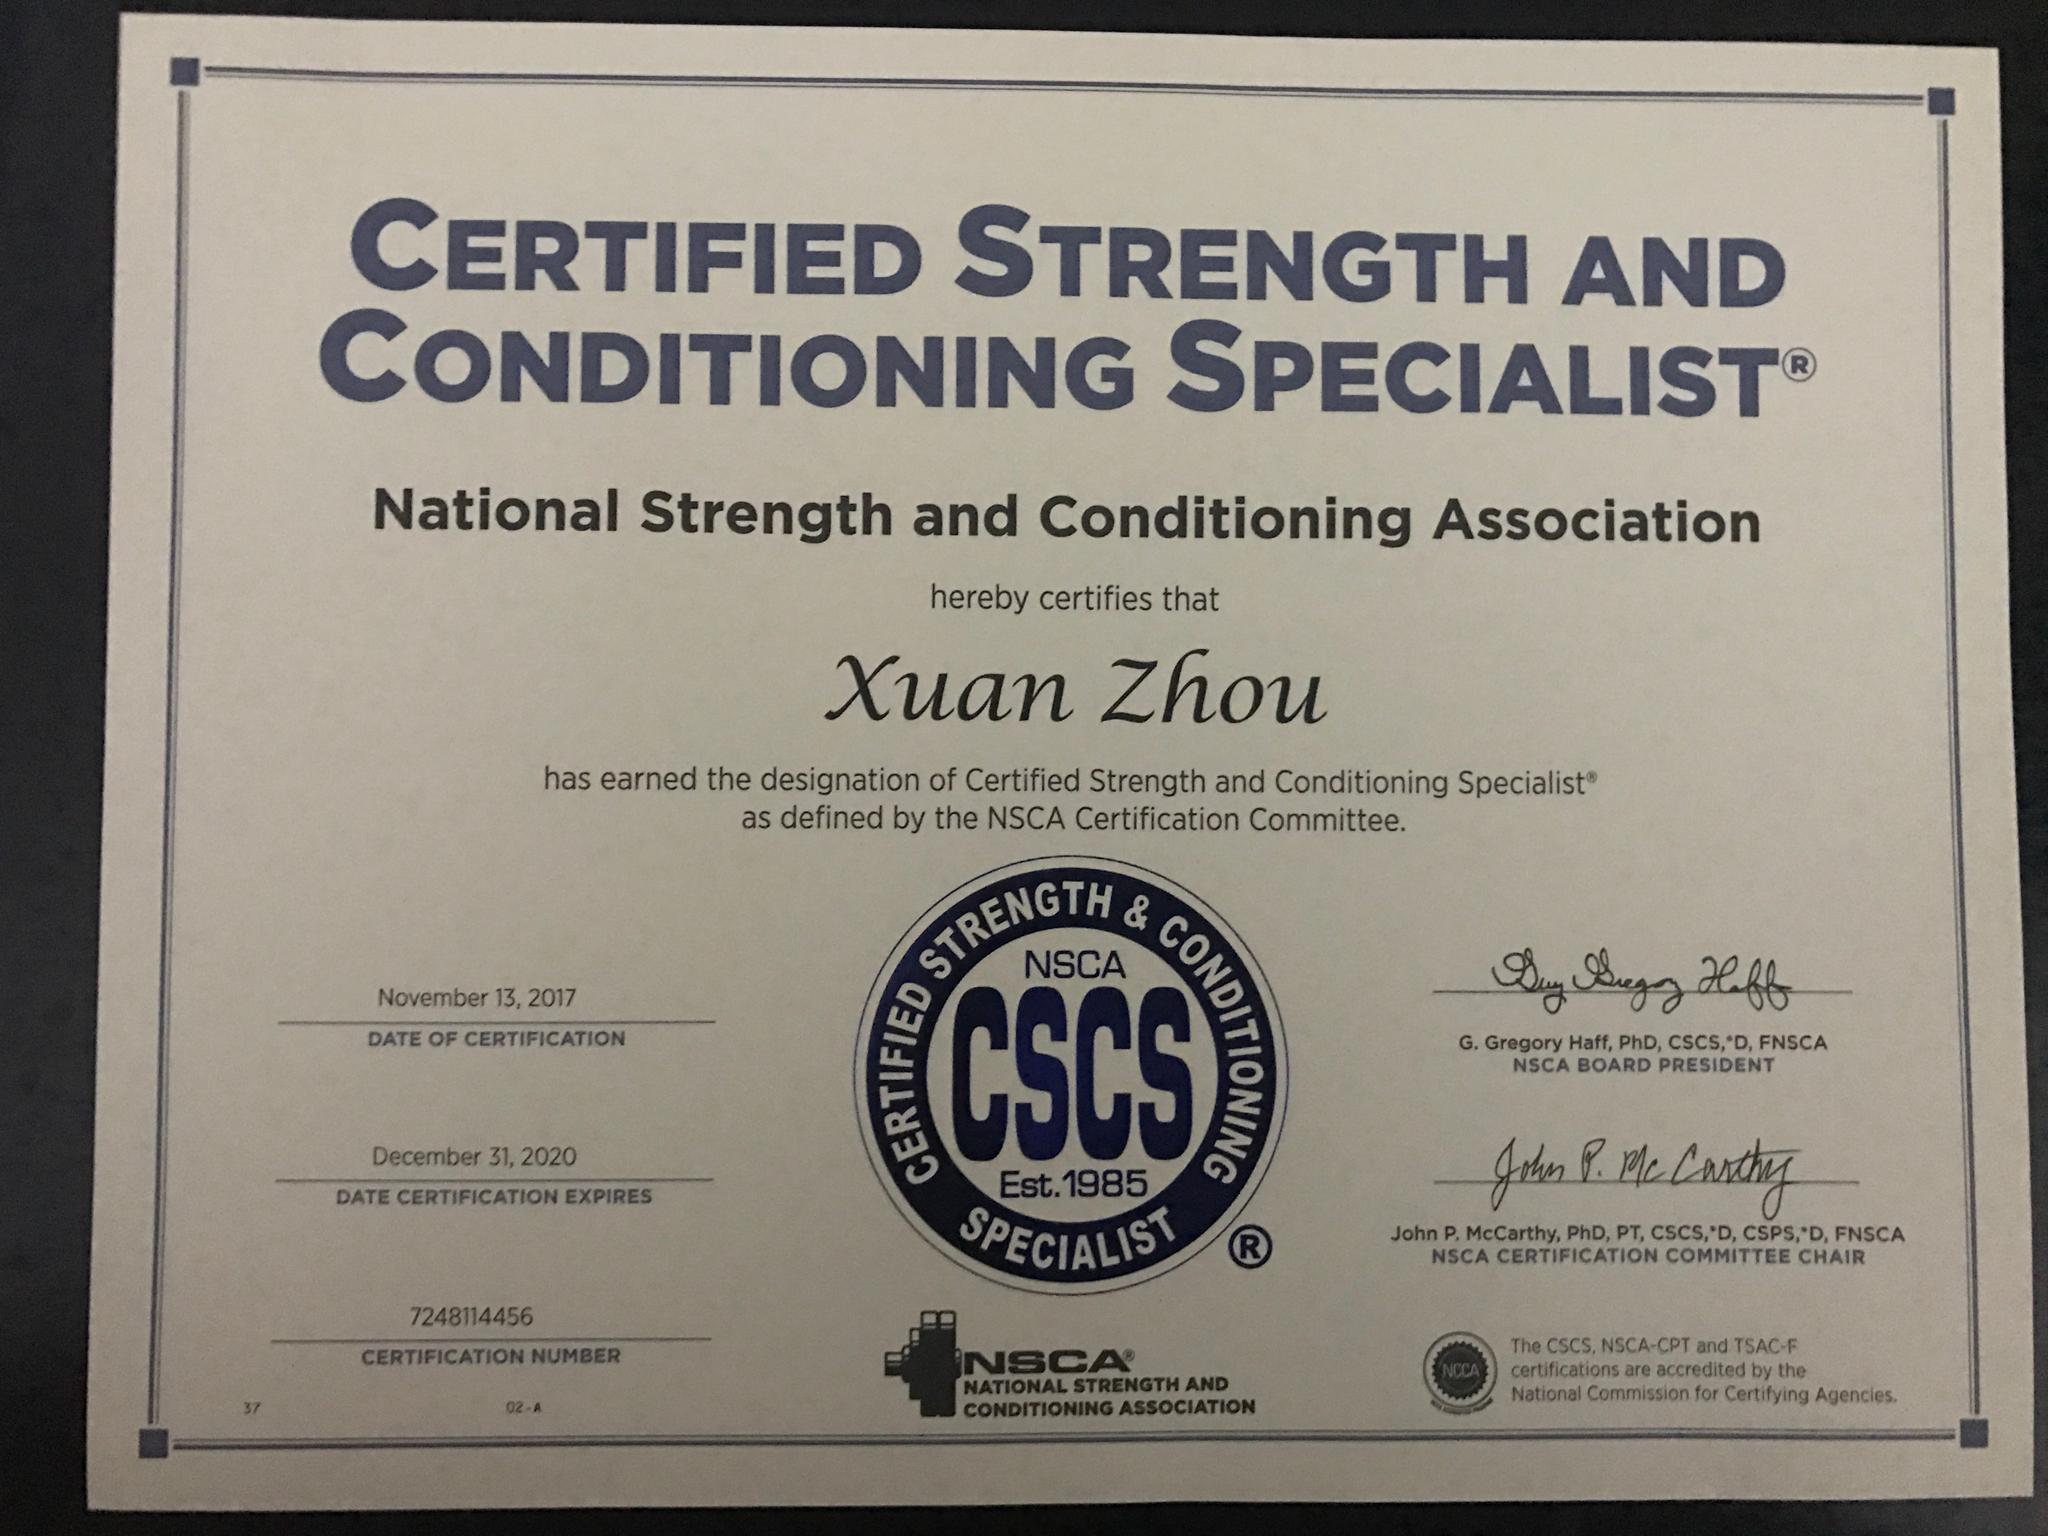 CERTIFIED STRENGTH AND
CONDITIONING SPECIALIST®
National Strength and Conditioning Association
hereby certifies that
Xuan Zhou
has earned the designation of Certified Strength and Conditioning Specialist®
as defined by the NSCA Certification Committee.
November 13, 2017
DATE OF CERTIFICATION
December 31, 2020
DATE CERTIFICATION EXPIRES
7248114456
CERTIFICATION NUMBER
37 02-A
CERTIFIED STRENGTH & CONDITIONING
NSCA
CSCS
Est.1985
SPECIALIST
®
NSCA®
NATIONAL STRENGTH AND
CONDITIONING ASSOCIATION
Guy Gregory Haff
G. Gregory Haff, PhD, CSCS,*D, FNSCA
NSCA BOARD PRESIDENT
John P. McCarthy
John P. McCarthy, PhD, PT, CSCS,*D, CSPS,*D, FNSCA
NSCA CERTIFICATION COMMITTEE CHAIR
NCCA
The CSCS, NSCA-CPT and TSAC-F
certifications are accredited by the
National Commission for Certifying Agencies.